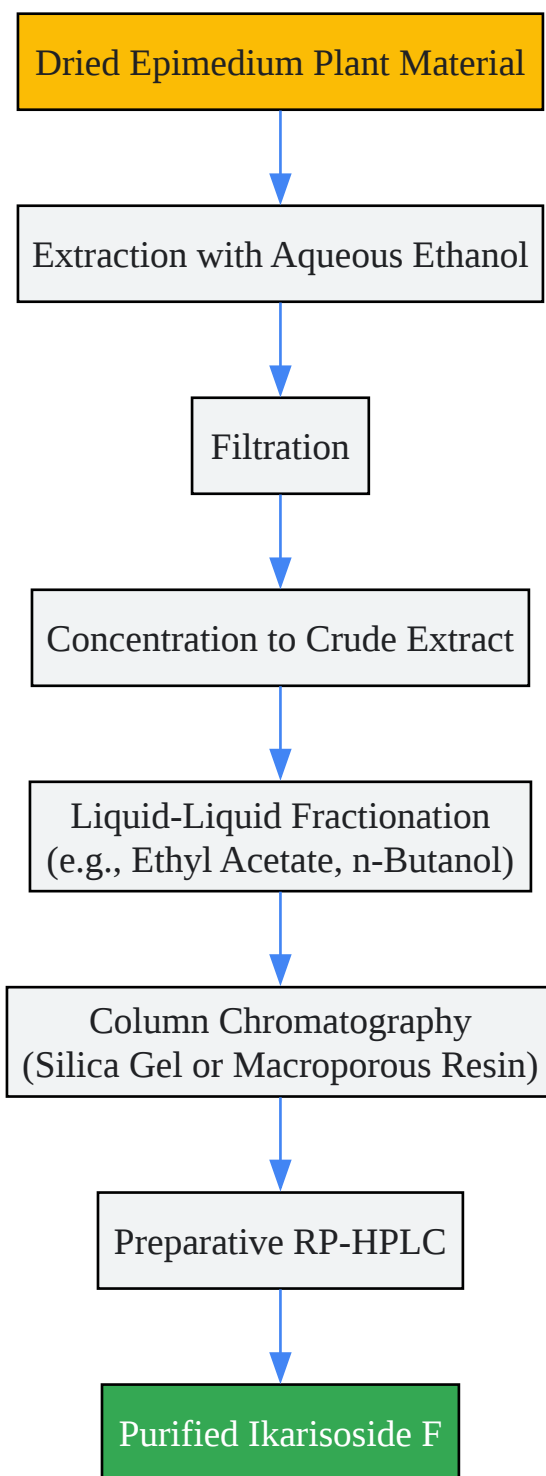 Dried Epimedium Plant Material
Extraction with Aqueous Ethanol
Filtration
Concentration to Crude Extract
Liquid-Liquid Fractionation
(e.g., Ethyl Acetate, n-Butanol)
Column Chromatography
(Silica Gel or Macroporous Resin)
Preparative RP-HPLC
Purified Ikarisoside F